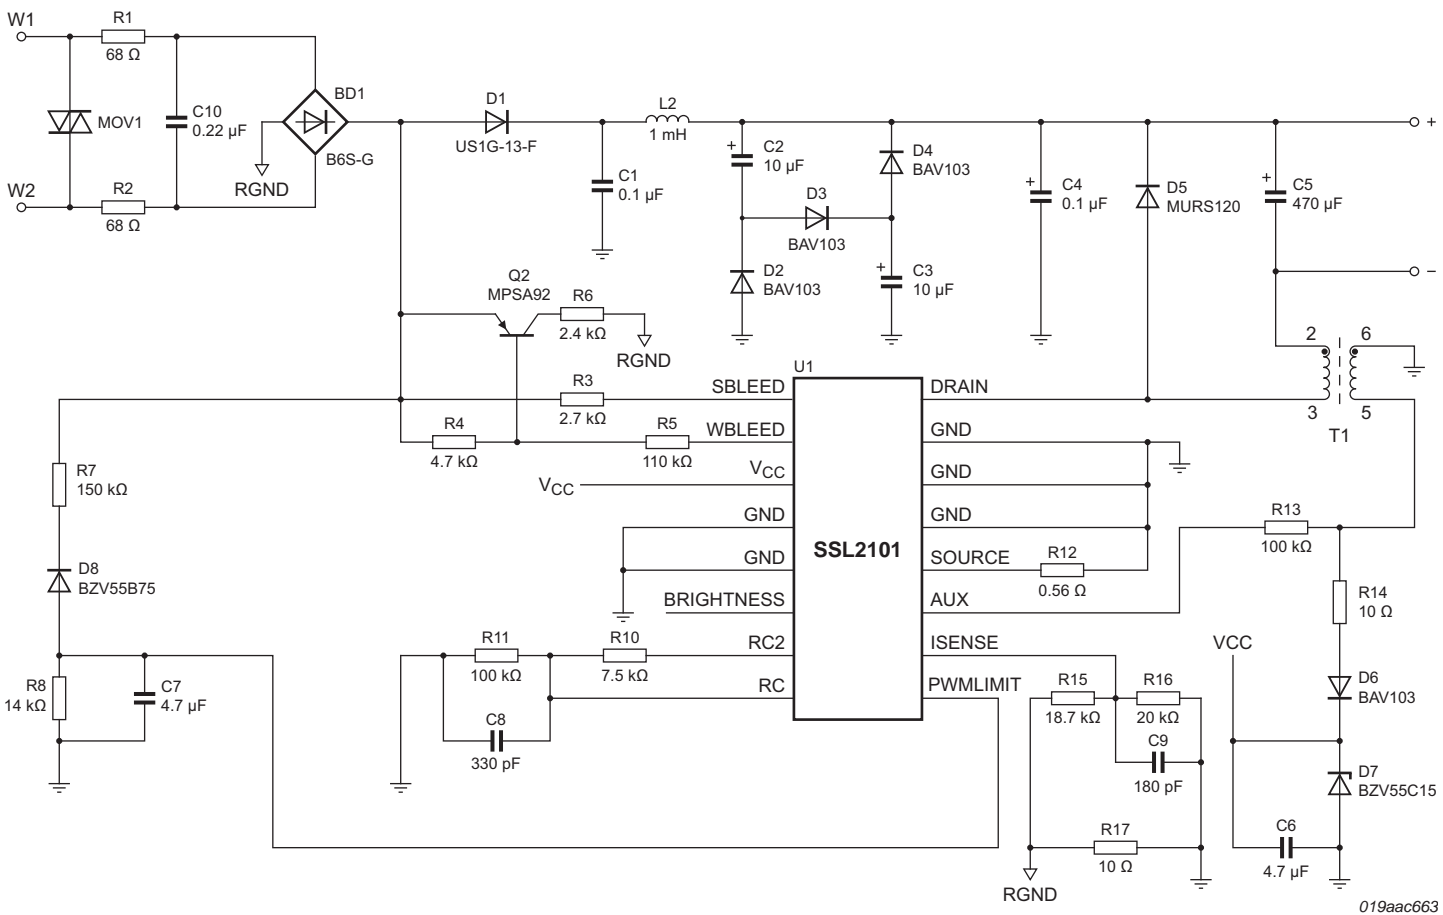 W1
R1
68 Ω
MOV1
C10
0.22 µF
W2
R2
68 Ω
BD1
B6S-G
RGND
D1
US1G-13-F
C1
0.1 µF
L2
1 mH
+
C2
10 µF
D3
BAV103
D2
BAV103
D4
BAV103
+
C3
10 µF
+
C4
0.1 µF
D5
MURS120
+
C5
470 µF
+
−
Q2
MPSA92
R6
2.4 kΩ
RGND
R3
2.7 kΩ
R4
4.7 kΩ
R5
110 kΩ
VCC
U1
SSL2101
SBLEED
WBLEED
VCC
GND
GND
BRIGHTNESS
RC2
RC
DRAIN
GND
GND
GND
SOURCE
AUX
ISENSE
PWMLIMIT
2
6
3
5
T1
R7
150 kΩ
D8
BZV55B75
R8
14 kΩ
C7
4.7 µF
R11
100 kΩ
R10
7.5 kΩ
C8
330 pF
R12
0.56 Ω
R13
100 kΩ
R14
10 Ω
VCC
D6
BAV103
D7
BZV55C15
C6
4.7 µF
R15
18.7 kΩ
R16
20 kΩ
C9
180 pF
R17
10 Ω
RGND
019aac663